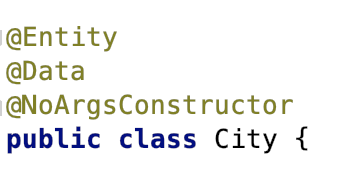 @Entity
@Data
@NoArgsConstructor
public class City {